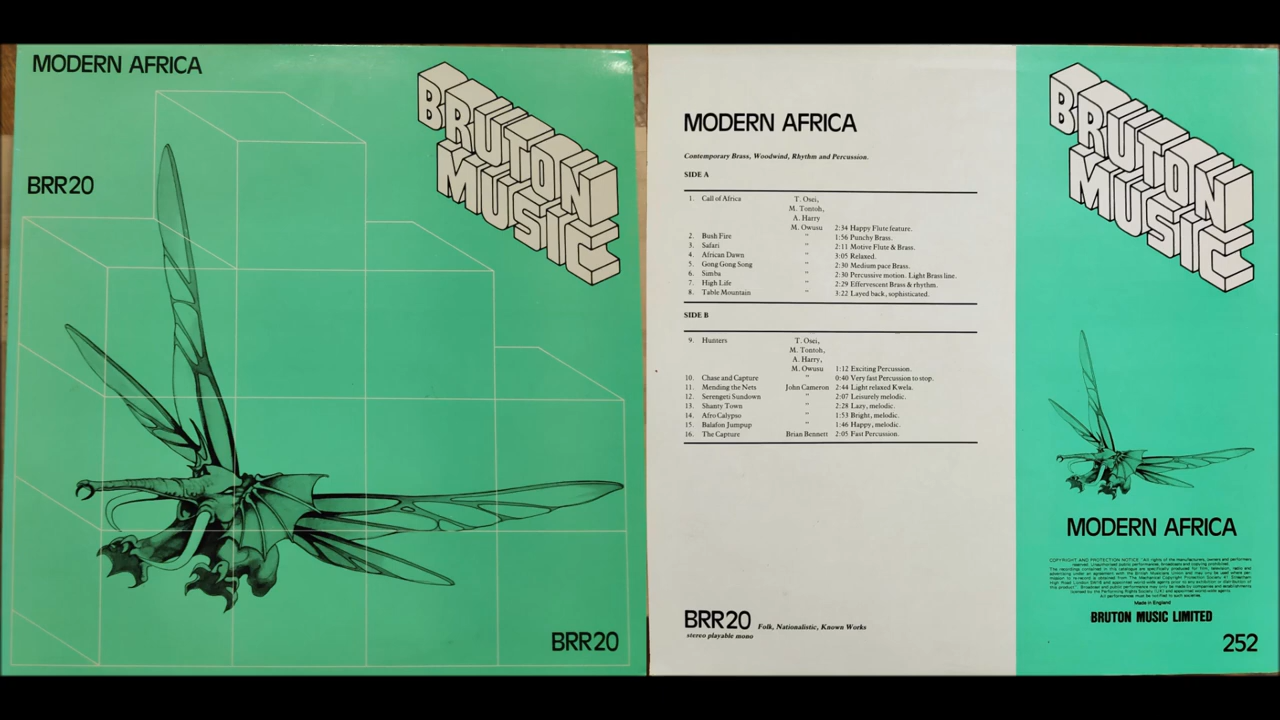 MODERN AFRICA
BRUTON
MUSIC
BRR20
BRR20
MODERN AFRICA
Contemporary Brass, Woodwind, Rhythm and Percussion.
SIDE A
1. Call of Africa T. Osei,
M. Tontoh,
A. Harry
M. Owusu 2:34 Happy Flute feature.
2. Bush Fire " 1:56 Punchy Brass.
3. Safari " 2:11 Motive Flute & Brass.
4. African Dawn " 3:05 Relaxed.
5. Gong Gong Song " 2:30 Medium pace Brass.
6. Simba " 2:30 Percussive motion. Light Brass line.
7. High Life " 2:29 Effervescent Brass & rhythm.
8. Table Mountain " 3:22 Layed back, sophisticated.
SIDE B
9. Hunters T. Osei,
M. Tontoh,
A. Harry,
M. Owusu 1:12 Exciting Percussion.
10. Chase and Capture " 0:40 Very fast Percussion to stop.
11. Mending the Nets John Cameron 2:44 Light relaxed Kwela.
12. Serengeti Sundown " 2:07 Leisurely melodic.
13. Shanty Town " 2:28 Lazy, melodic.
14. Afro Calypso " 1:53 Bright, melodic.
15. Balafon Jumpup " 1:46 Happy, melodic.
16. The Capture Brian Bennett 2:05 Fast Percussion.
BRR20 Folk, Nationalistic, Known Works
stereo playable mono
BRUTON
MUSIC
MODERN AFRICA
Made in England
BRUTON MUSIC LIMITED
252